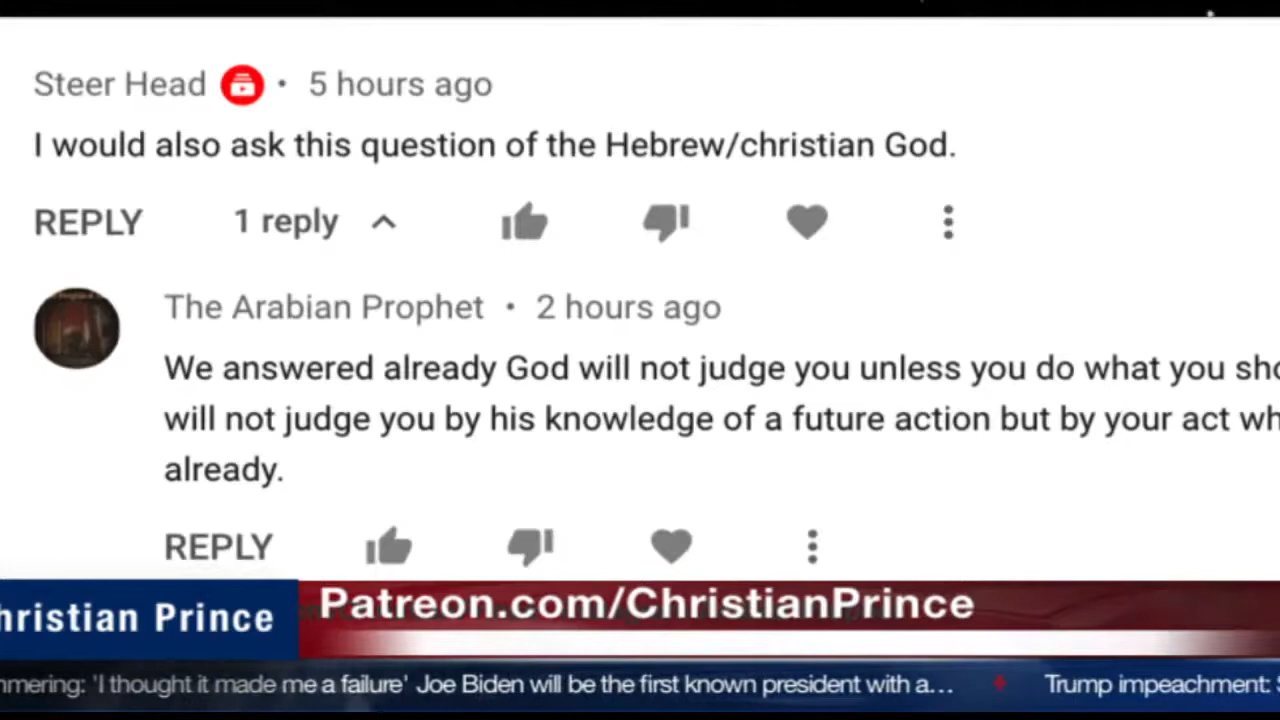 Steer Head • 5 hours ago
I would also ask this question of the Hebrew/christian God.
REPLY 1 reply
The Arabian Prophet • 2 hours ago
We answered already God will not judge you unless you do what you sho
will not judge you by his knowledge of a future action but by your act wh
already.
REPLY
hristian Prince
Patreon.com/ChristianPrince
nmering: 'I thought it made me a failure' Joe Biden will be the first known president with a... Trump impeachment: